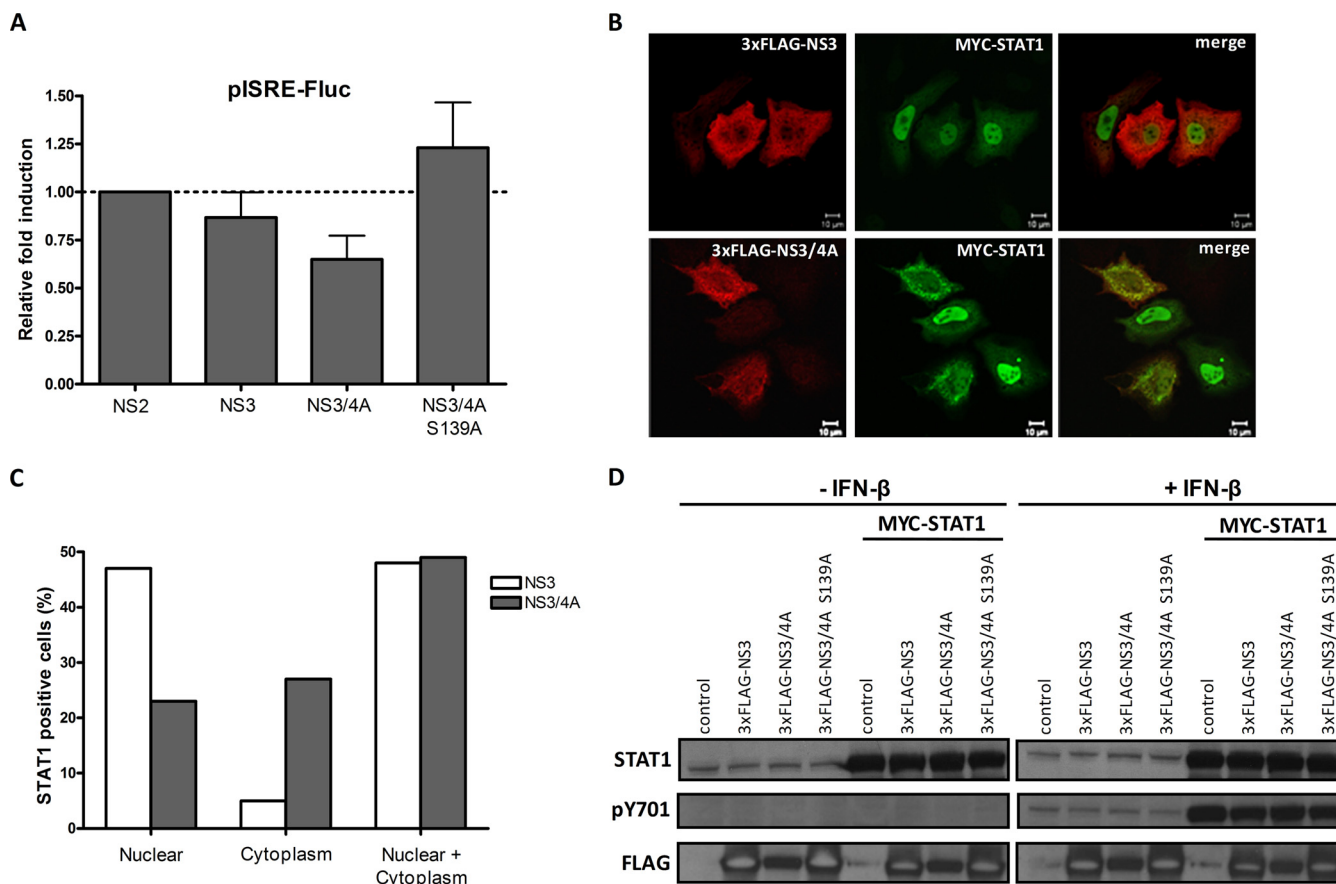 A
pISRE-Fluc
Relative fold induction
1.50
1.25
1.00
0.75
0.50
0.25
0.00
NS2
NS3
NS3/4A
NS3/4A
S139A
B
3xFLAG-NS3
MYC-STAT1
merge
10 µm
10 µm
10 µm
3xFLAG-NS3/4A
MYC-STAT1
merge
10 µm
10 µm
10 µm
C
STAT1 positive cells (%)
50
40
30
20
10
0
Nuclear
Cytoplasm
Nuclear +
Cytoplasm
NS3
NS3/4A
D
- IFN-β
+ IFN-β
MYC-STAT1
MYC-STAT1
control
3xFLAG-NS3
3xFLAG-NS3/4A
3xFLAG-NS3/4A S139A
control
3xFLAG-NS3
3xFLAG-NS3/4A
3xFLAG-NS3/4A S139A
control
3xFLAG-NS3
3xFLAG-NS3/4A
3xFLAG-NS3/4A S139A
control
3xFLAG-NS3
3xFLAG-NS3/4A
3xFLAG-NS3/4A S139A
STAT1
pY701
FLAG